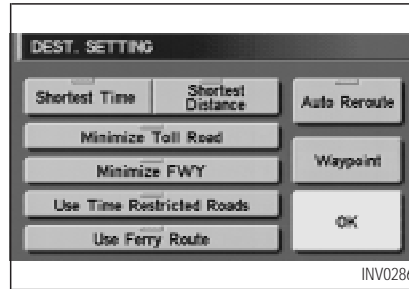 DEST. SETTING
Shortest Time
Shortest
Distance
Auto Reroute
Minimize Toll Road
Minimize FWY
Waypoint
Use Time Restricted Roads
Use Ferry Route
OK
INV0286